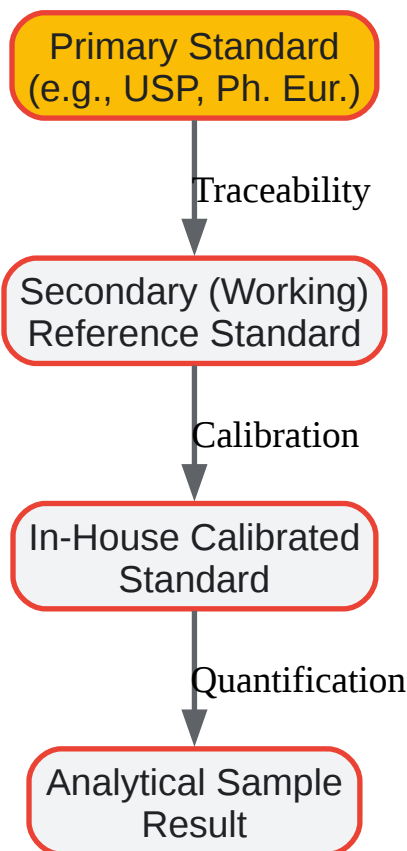 Primary Standard
(e.g., USP, Ph. Eur.)
Traceability
Secondary (Working)
Reference Standard
Calibration
In-House Calibrated
Standard
Quantification
Analytical Sample
Result